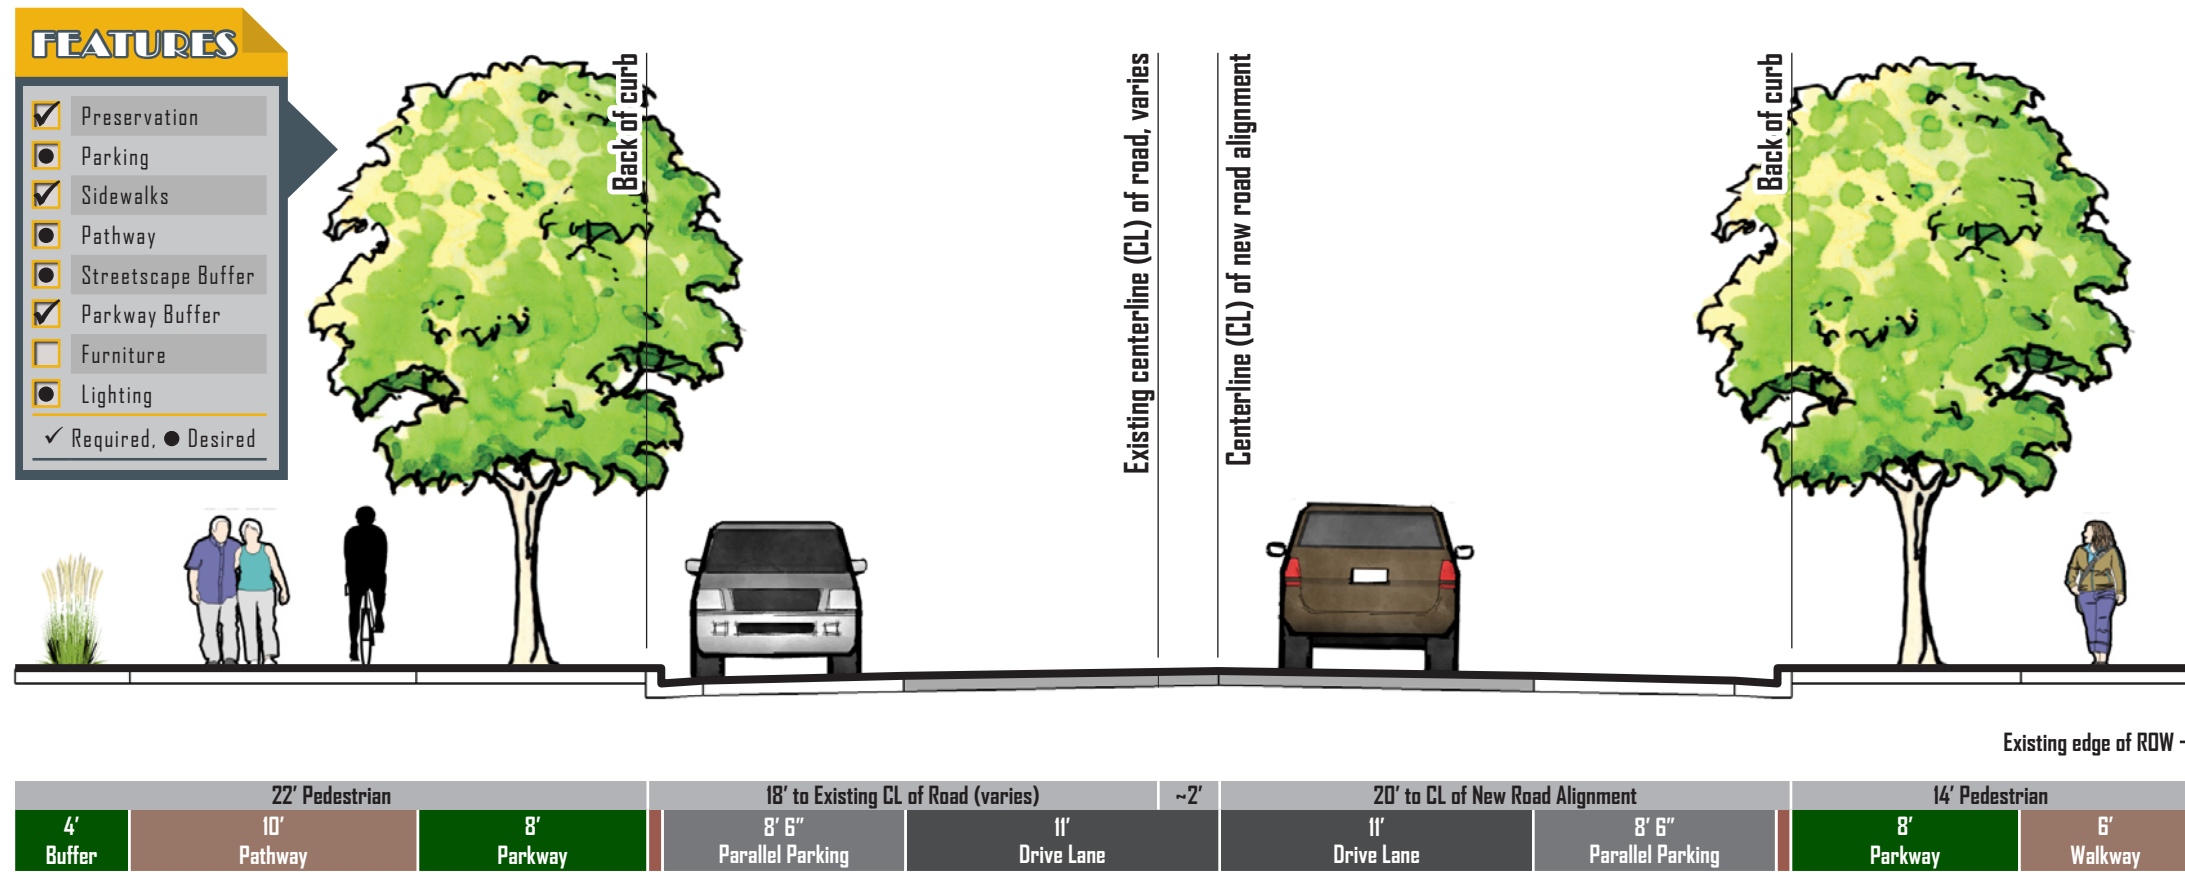 FEATURES
Preservation
Parking
Sidewalks
Pathway
Streetscape Buffer
Parkway Buffer
Furniture
Lighting
✓ Required, ● Desired
Back of curb
Existing centerline (CL) of road, varies
Centerline (CL) of new road alignment
Back of curb
Existing edge of ROW -
22' Pedestrian
18' to Existing CL of Road (varies)
~2'
20' to CL of New Road Alignment
14' Pedestrian
4'
Buffer
10'
Pathway
8'
Parkway
8' 6"
Parallel Parking
11'
Drive Lane
11'
Drive Lane
8' 6"
Parallel Parking
8'
Parkway
6'
Walkway